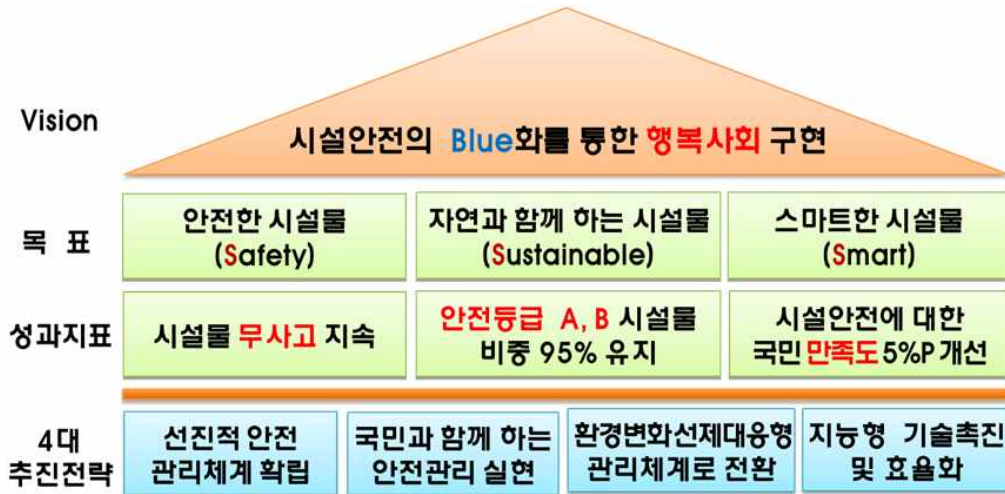 Vision
시설안전의 Blue화를 통한 행복사회 구현
목 표
안전한 시설물
(Safety)
자연과 함께 하는 시설물
(Sustainable)
스마트한 시설물
(Smart)
성과지표
시설물 무사고 지속
안전등급 A, B 시설물
비중 95% 유지
시설안전에 대한
국민 만족도 5%P 개선
4대
추진전략
선진적 안전
관리체계 확립
국민과 함께 하는
안전관리 실현
환경변화선제대응형
관리체계로 전환
지능형 기술촉진
및 효율화